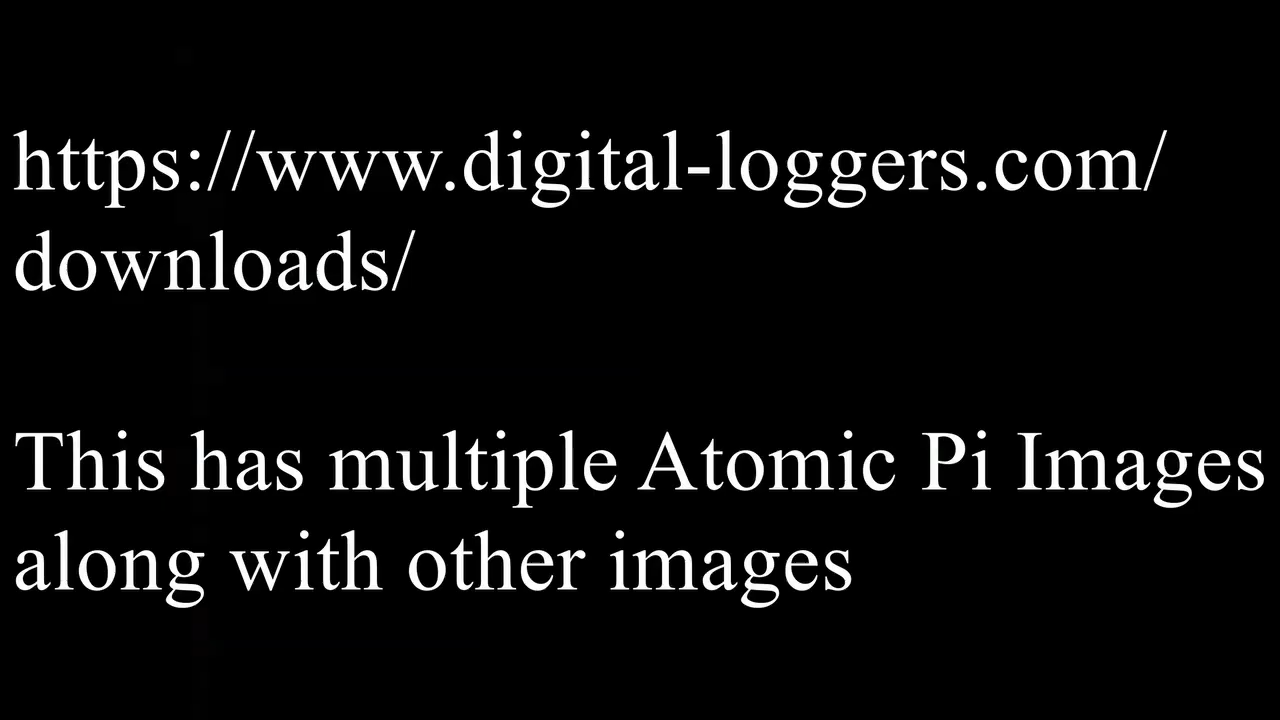 https://www.digital-loggers.com/
downloads/
This has multiple Atomic Pi Images
along with other images